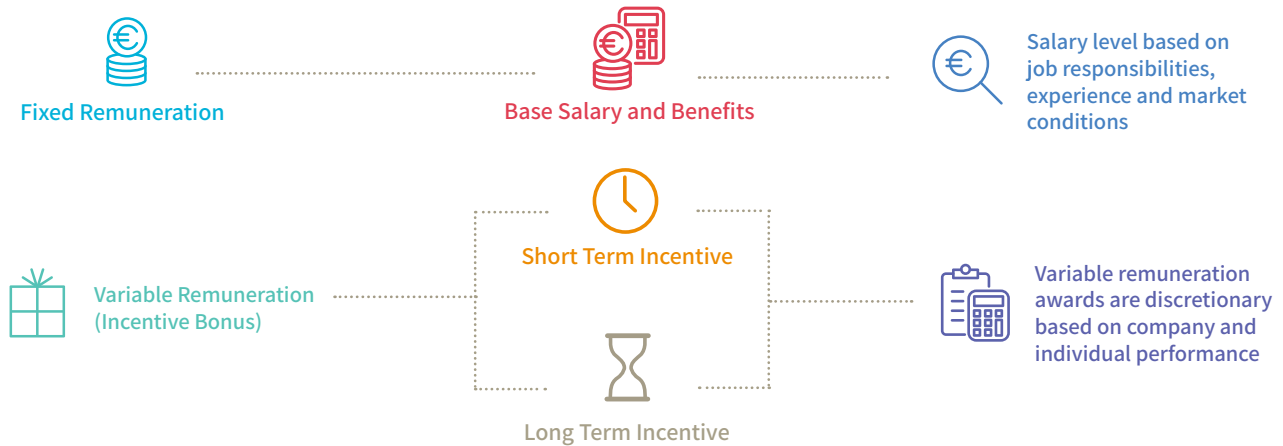 Fixed Remuneration
Base Salary and Benefits
Salary level based on
job responsibilities,
experience and market
conditions
Variable Remuneration
(Incentive Bonus)
Short Term Incentive
Long Term Incentive
Variable remuneration
awards are discretionary
based on company and
individual performance